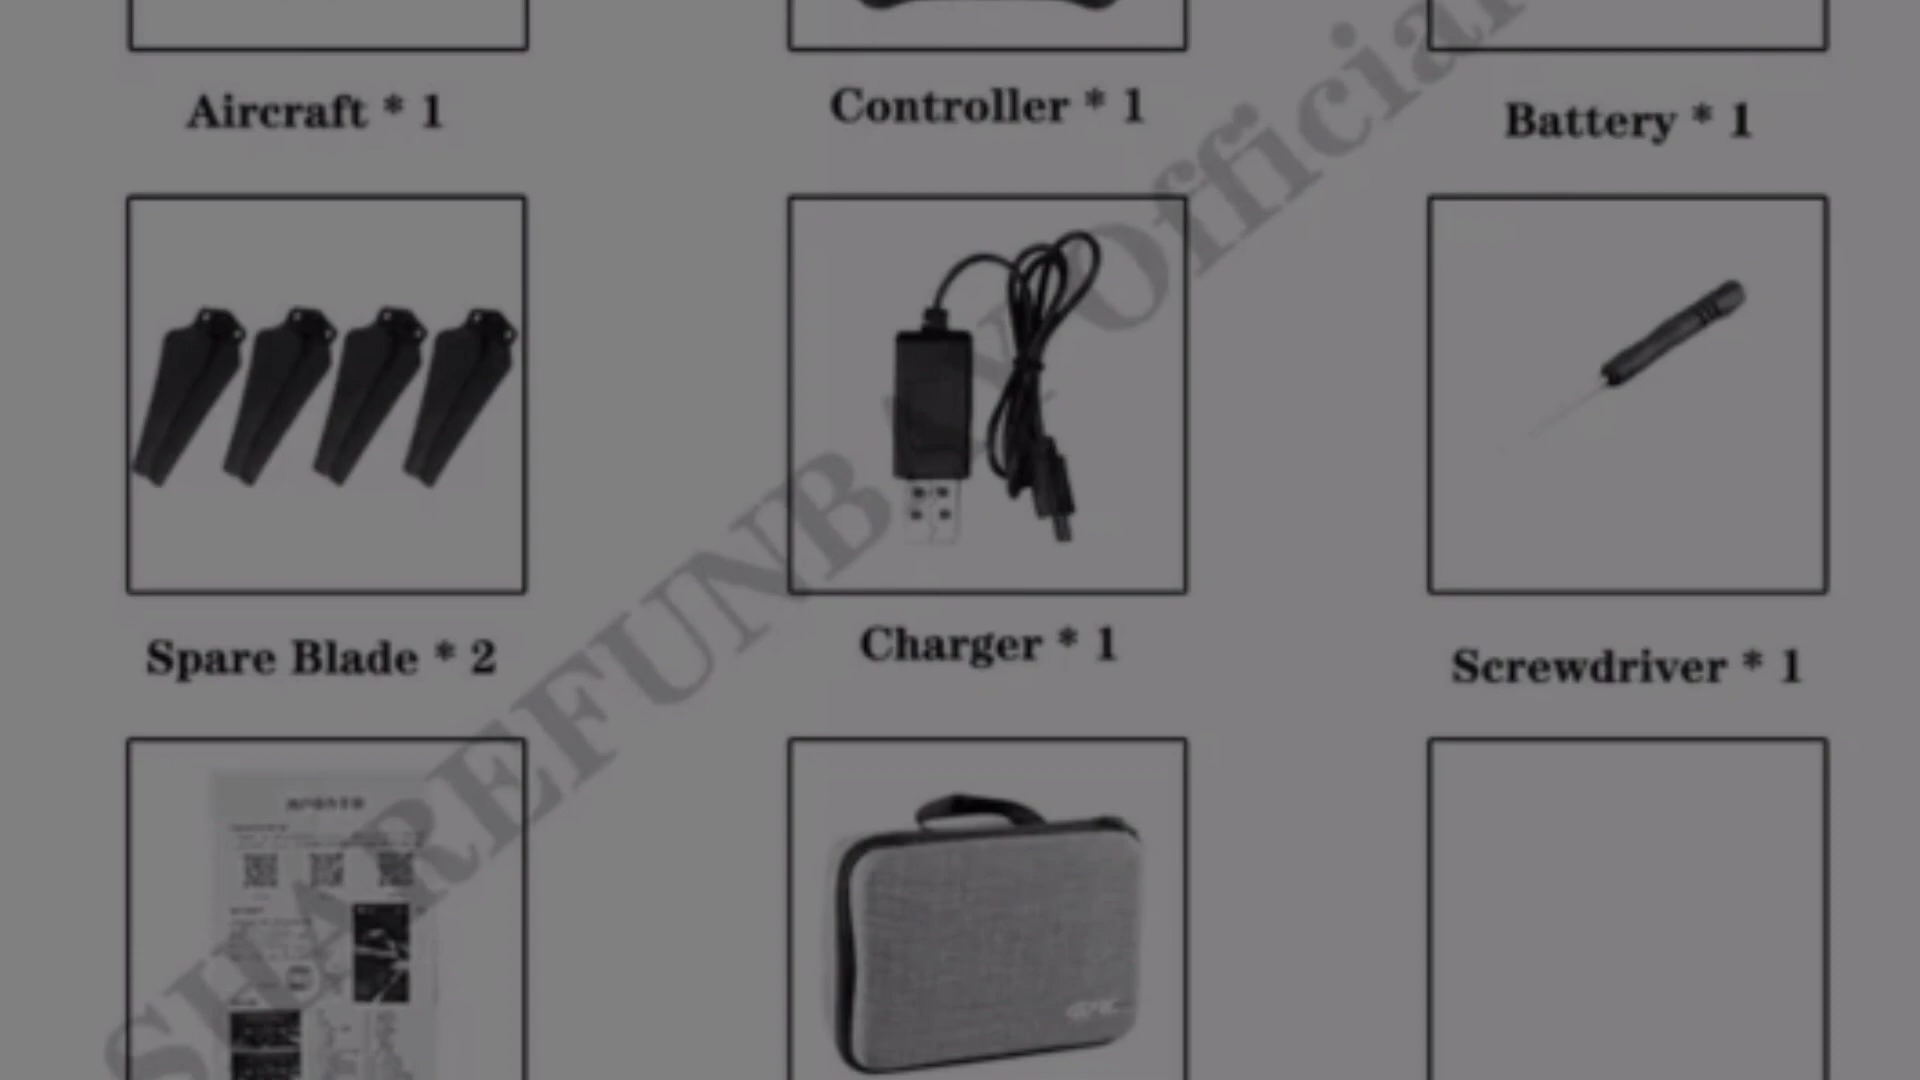 Aircraft * 1
Controller * 1
Battery * 1
Spare Blade * 2
Charger * 1
Screwdriver * 1
SHAREFUNBAY Official